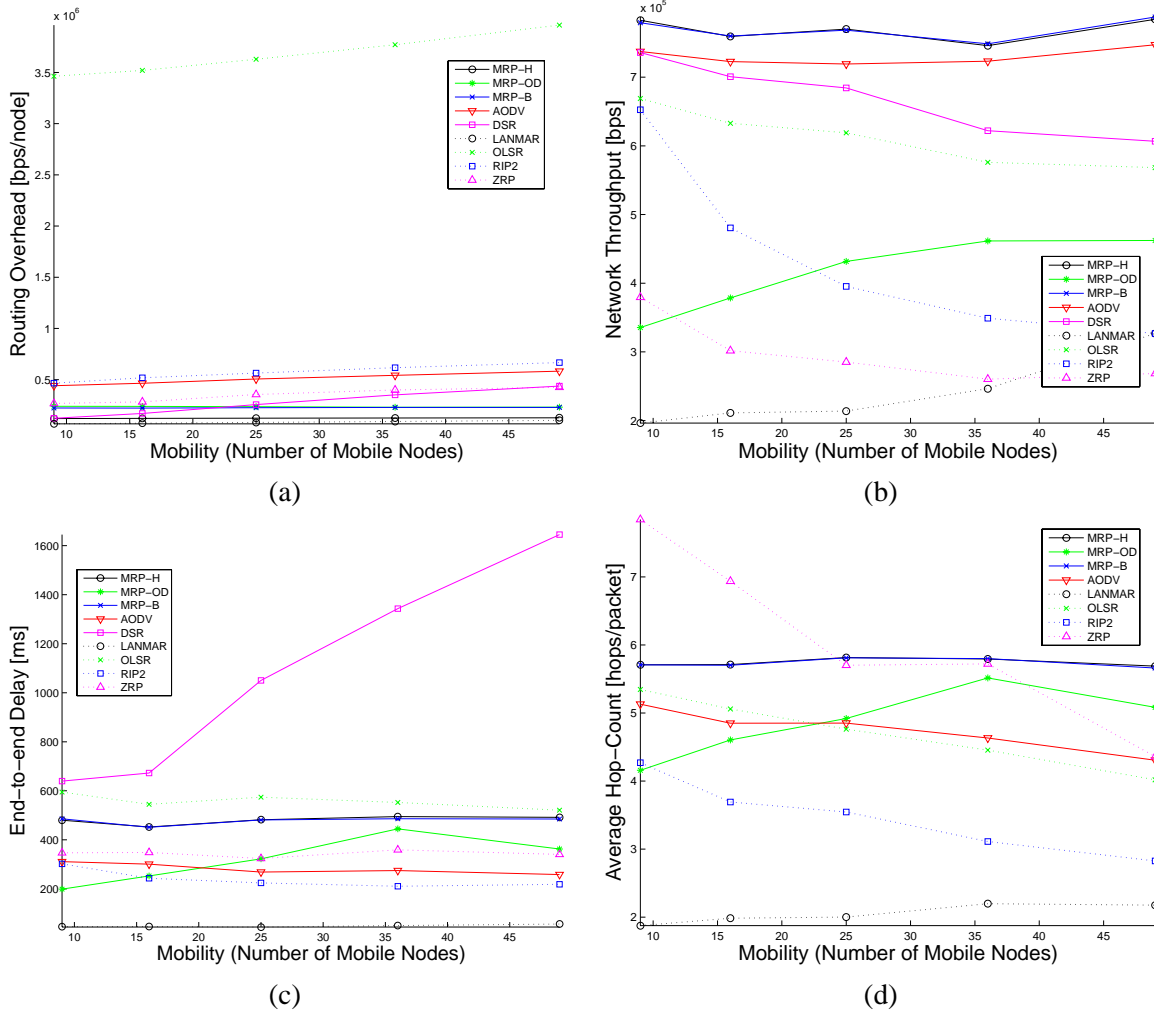 x 10^6
3.5
3
2.5
2
1.5
1
0.5
Routing Overhead [bps/node]
MRP−H
MRP−OD
MRP−B
AODV
DSR
LANMAR
OLSR
RIP2
ZRP
10 15 20 25 30 35 40 45
Mobility (Number of Mobile Nodes)
(a)
x 10^5
7
6
5
4
3
2
Network Throughput [bps]
MRP−H
MRP−OD
MRP−B
AODV
DSR
LANMAR
OLSR
RIP2
ZRP
10 15 20 25 30 35 40 45
Mobility (Number of Mobile Nodes)
(b)
1600
1400
1200
1000
800
600
400
200
End−to−end Delay [ms]
MRP−H
MRP−OD
MRP−B
AODV
DSR
LANMAR
OLSR
RIP2
ZRP
10 15 20 25 30 35 40 45
Mobility (Number of Mobile Nodes)
(c)
7
6
5
4
3
2
Average Hop−Count [hops/packet]
MRP−H
MRP−OD
MRP−B
AODV
LANMAR
OLSR
RIP2
ZRP
10 15 20 25 30 35 40 45
Mobility (Number of Mobile Nodes)
(d)